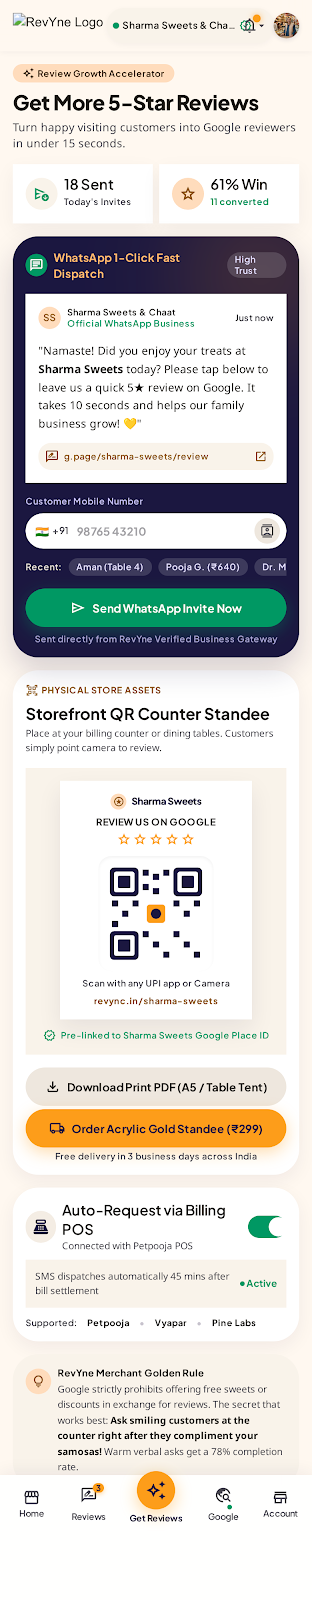 RevYne Logo
Sharma Sweets & Cha...
Review Growth Accelerator
Get More 5-Star Reviews
Turn happy visiting customers into Google reviewers
in under 15 seconds.
18 Sent
Today's Invites
61% Win
11 converted
WhatsApp 1-Click Fast
Dispatch
High
Trust
SS
Sharma Sweets & Chaat
Official WhatsApp Business
Just now
"Namaste! Did you enjoy your treats at
Sharma Sweets today? Please tap below to
leave us a quick 5★ review on Google. It
takes 10 seconds and helps our family
business grow! 💛"
g.page/sharma-sweets/review
Customer Mobile Number
🇮🇳 +91 98765 43210
Recent: Aman (Table 4) Pooja G. (₹640) Dr. M
Send WhatsApp Invite Now
Sent directly from RevYne Verified Business Gateway
PHYSICAL STORE ASSETS
Storefront QR Counter Standee
Place at your billing counter or dining tables. Customers
simply point camera to review.
Sharma Sweets
REVIEW US ON GOOGLE
Scan with any UPI app or Camera
revync.in/sharma-sweets
Pre-linked to Sharma Sweets Google Place ID
Download Print PDF (A5 / Table Tent)
Order Acrylic Gold Standee (₹299)
Free delivery in 3 business days across India
Auto-Request via Billing
POS
Connected with Petpooja POS
SMS dispatches automatically 45 mins after
bill settlement
Active
Supported: Petpooja • Vyapar • Pine Labs
RevYne Merchant Golden Rule
Google strictly prohibits offering free sweets or
discounts in exchange for reviews. The secret that
works best: Ask smiling customers at the
counter right after they compliment your
samosas! Warm verbal asks get a 78% completion
rate.
3
Home
Reviews
Get Reviews
Google
Account